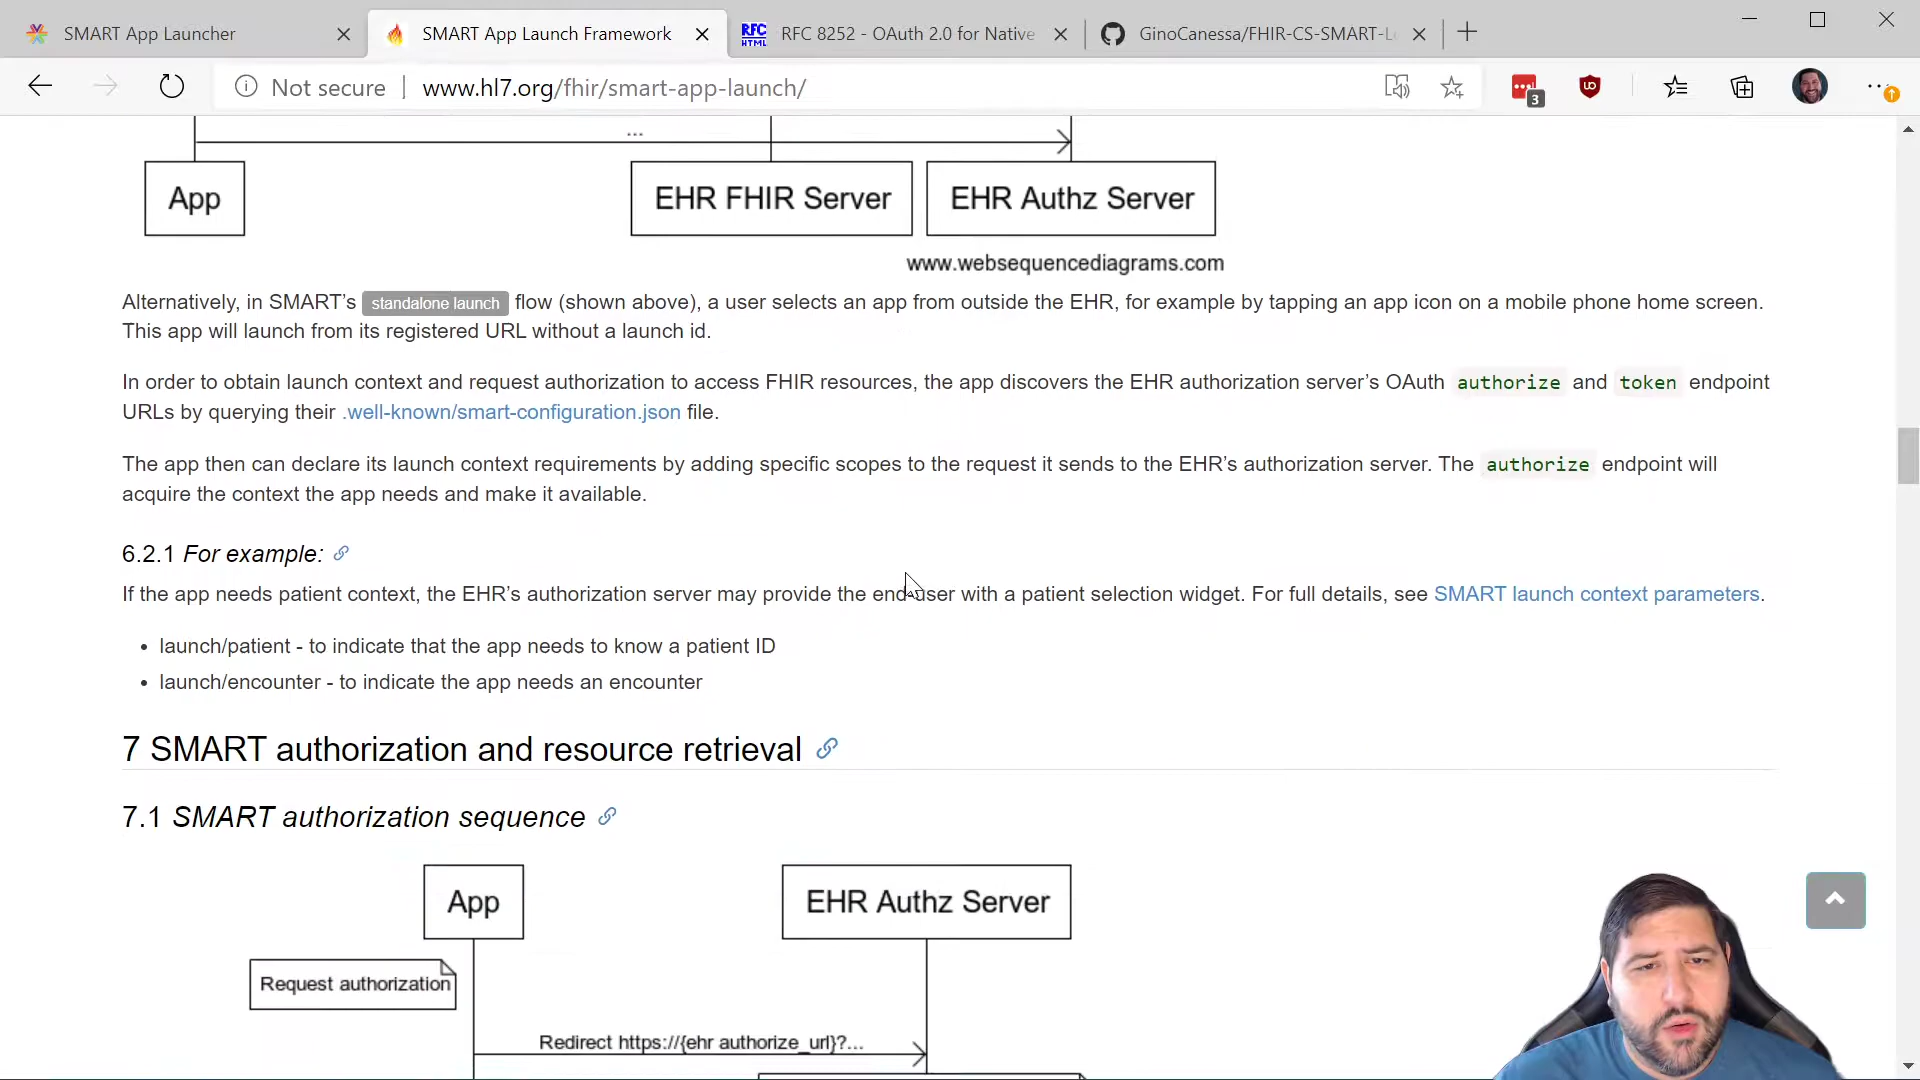 SMART App Launcher
SMART App Launch Framework
RFC HTML
RFC 8252 - OAuth 2.0 for Native
GinoCanessa/FHIR-CS-SMART-L
Not secure
www.hl7.org/fhir/smart-app-launch/
3
...
App
EHR FHIR Server
EHR Authz Server
www.websequencediagrams.com
Alternatively, in SMART's standalone launch flow (shown above), a user selects an app from outside the EHR, for example by tapping an app icon on a mobile phone home screen.
This app will launch from its registered URL without a launch id.
In order to obtain launch context and request authorization to access FHIR resources, the app discovers the EHR authorization server's OAuth authorize and token endpoint
URLs by querying their .well-known/smart-configuration.json file.
The app then can declare its launch context requirements by adding specific scopes to the request it sends to the EHR's authorization server. The authorize endpoint will
acquire the context the app needs and make it available.
6.2.1 For example:
If the app needs patient context, the EHR's authorization server may provide the end user with a patient selection widget. For full details, see SMART launch context parameters.
• launch/patient - to indicate that the app needs to know a patient ID
• launch/encounter - to indicate the app needs an encounter
7 SMART authorization and resource retrieval
7.1 SMART authorization sequence
App
EHR Authz Server
Request authorization
Redirect https://{ehr authorize_url}?...